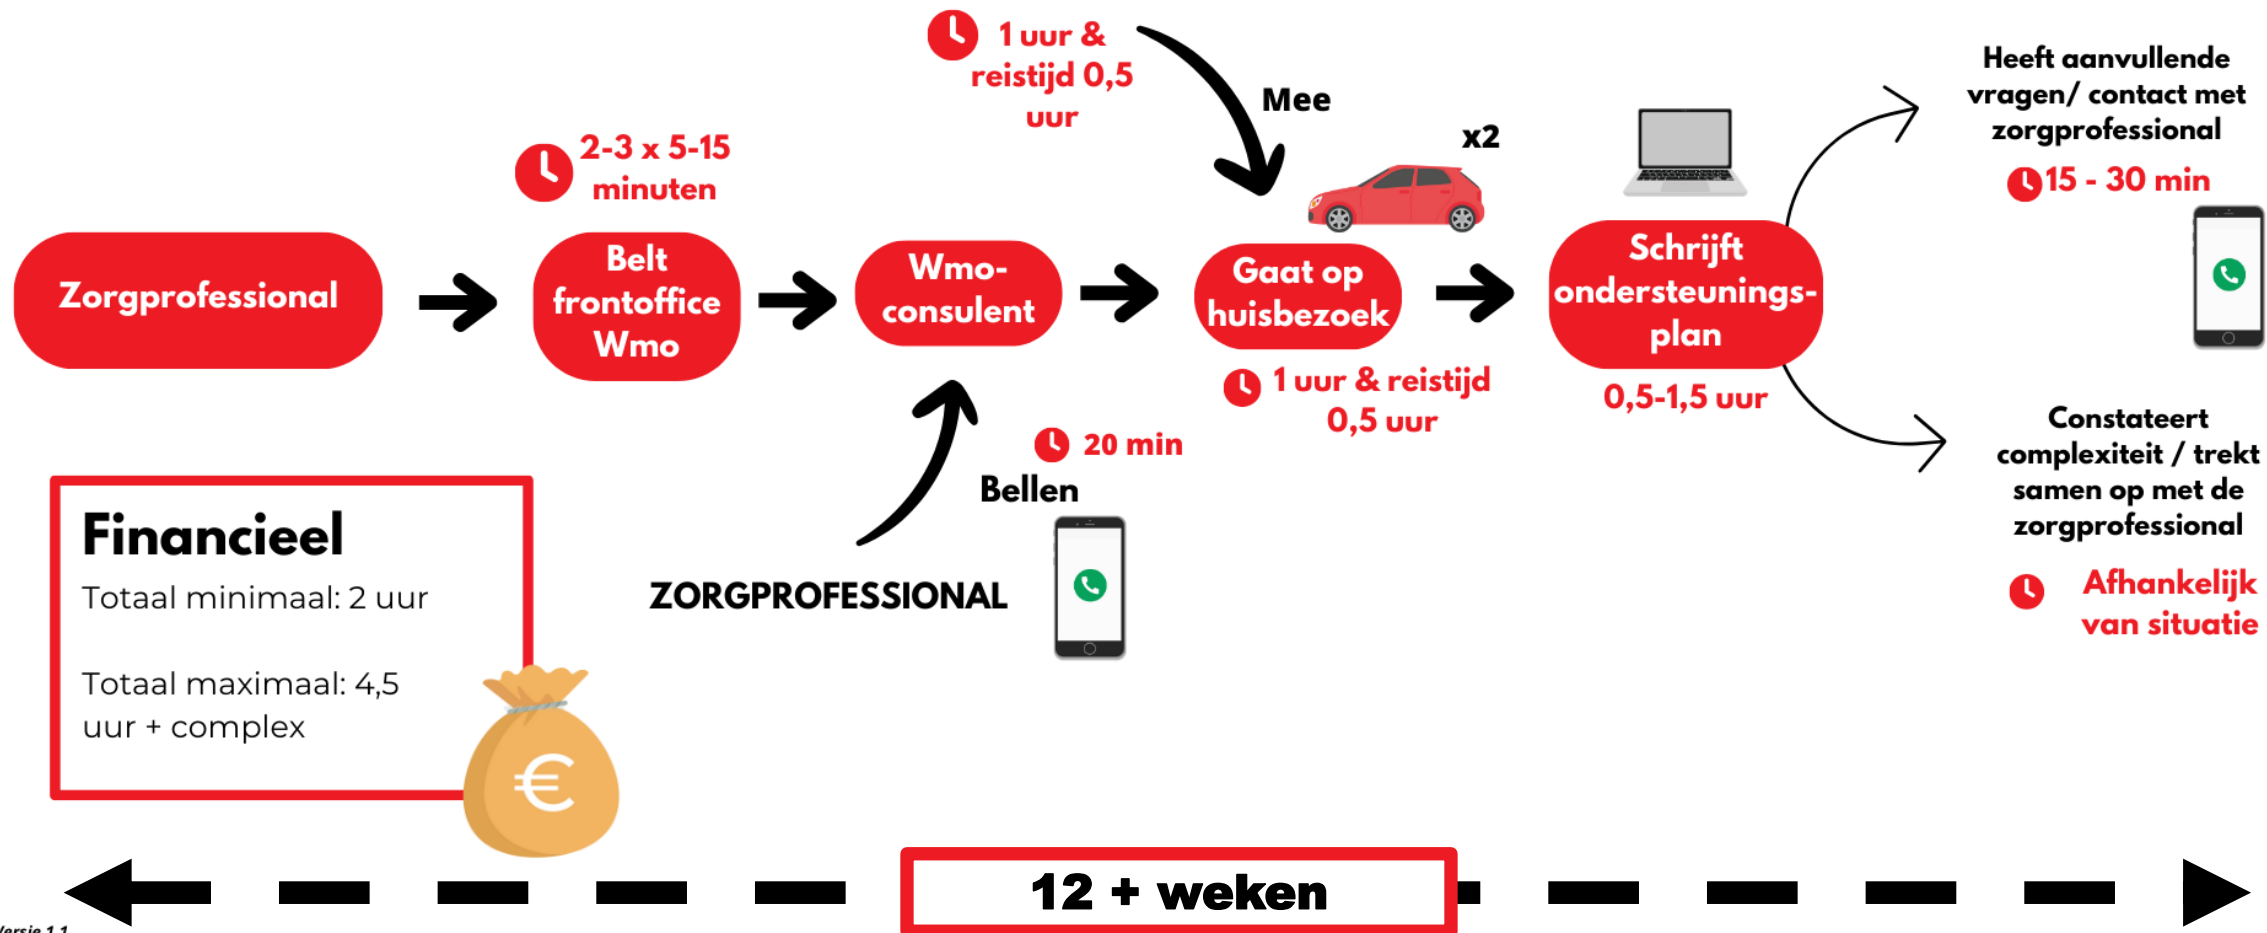 1 uur &
reistijd 0,5
uur
Mee
x2
2-3 x 5-15
minuten
Zorgprofessional
Belt
frontoffice
Wmo
Wmo-
consulent
Gaat op
huisbezoek
1 uur & reistijd
0,5 uur
Schrijft
ondersteunings-
plan
0,5-1,5 uur
Heeft aanvullende
vragen/ contact met
zorgprofessional
15 - 30 min
Constateert
complexiteit / trekt
samen op met de
zorgprofessional
Afhankelijk
van situatie
20 min
Bellen
ZORGPROFESSIONAL
Financieel
Totaal minimaal: 2 uur
Totaal maximaal: 4,5
uur + complex
€
12 + weken
Versie 1.1